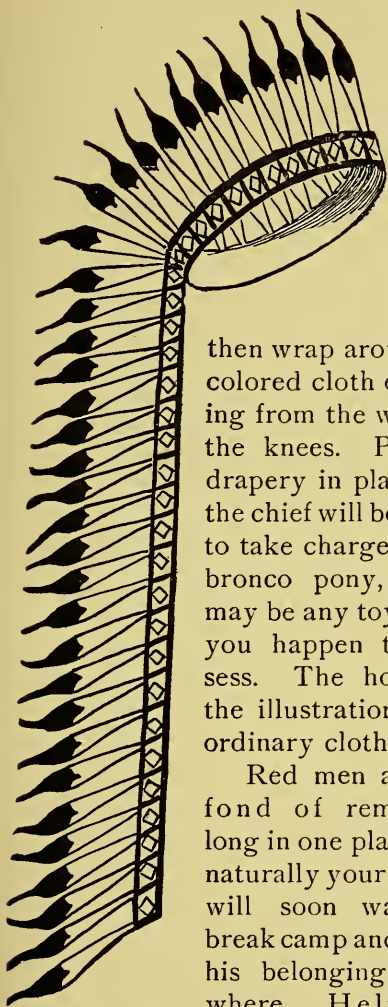 then wrap aro
colored cloth e
ing from the w
the knees. P
drapery in pla
the chief will be
to take charge
bronco pony,
may be any toy
you happen t
sess. The ho
the illustration
ordinary cloth
Red men a
fond of rem
long in one pla
naturally your
will soon wa
break camp and
his belonging
where. Hel